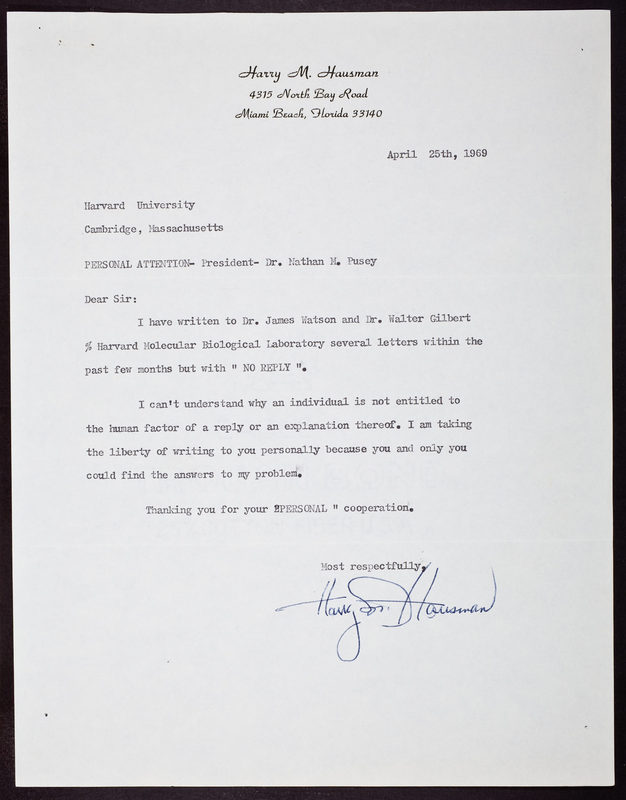 Harry M. Hausman
4315 North Bay Road
Miami Beach, Florida 33140
April 25th, 1969
Harvard University
Cambridge, Massachusetts
PERSONAL ATTENTION- President- Dr. Nathan M. Pusey
Dear Sir:
I have written to Dr. James Watson and Dr. Walter Gilbert
% Harvard Molecular Biological Laboratory several letters within the
past few months but with " NO REPLY ".
I can't understand why an individual is not entitled to
the human factor of a reply or an explanation thereof. I am taking
the liberty of writing to you personally because you and only you
could find the answers to my problem.
Thanking you for your "PERSONAL " cooperation.
Most respectfully,
Harry M. Hausman